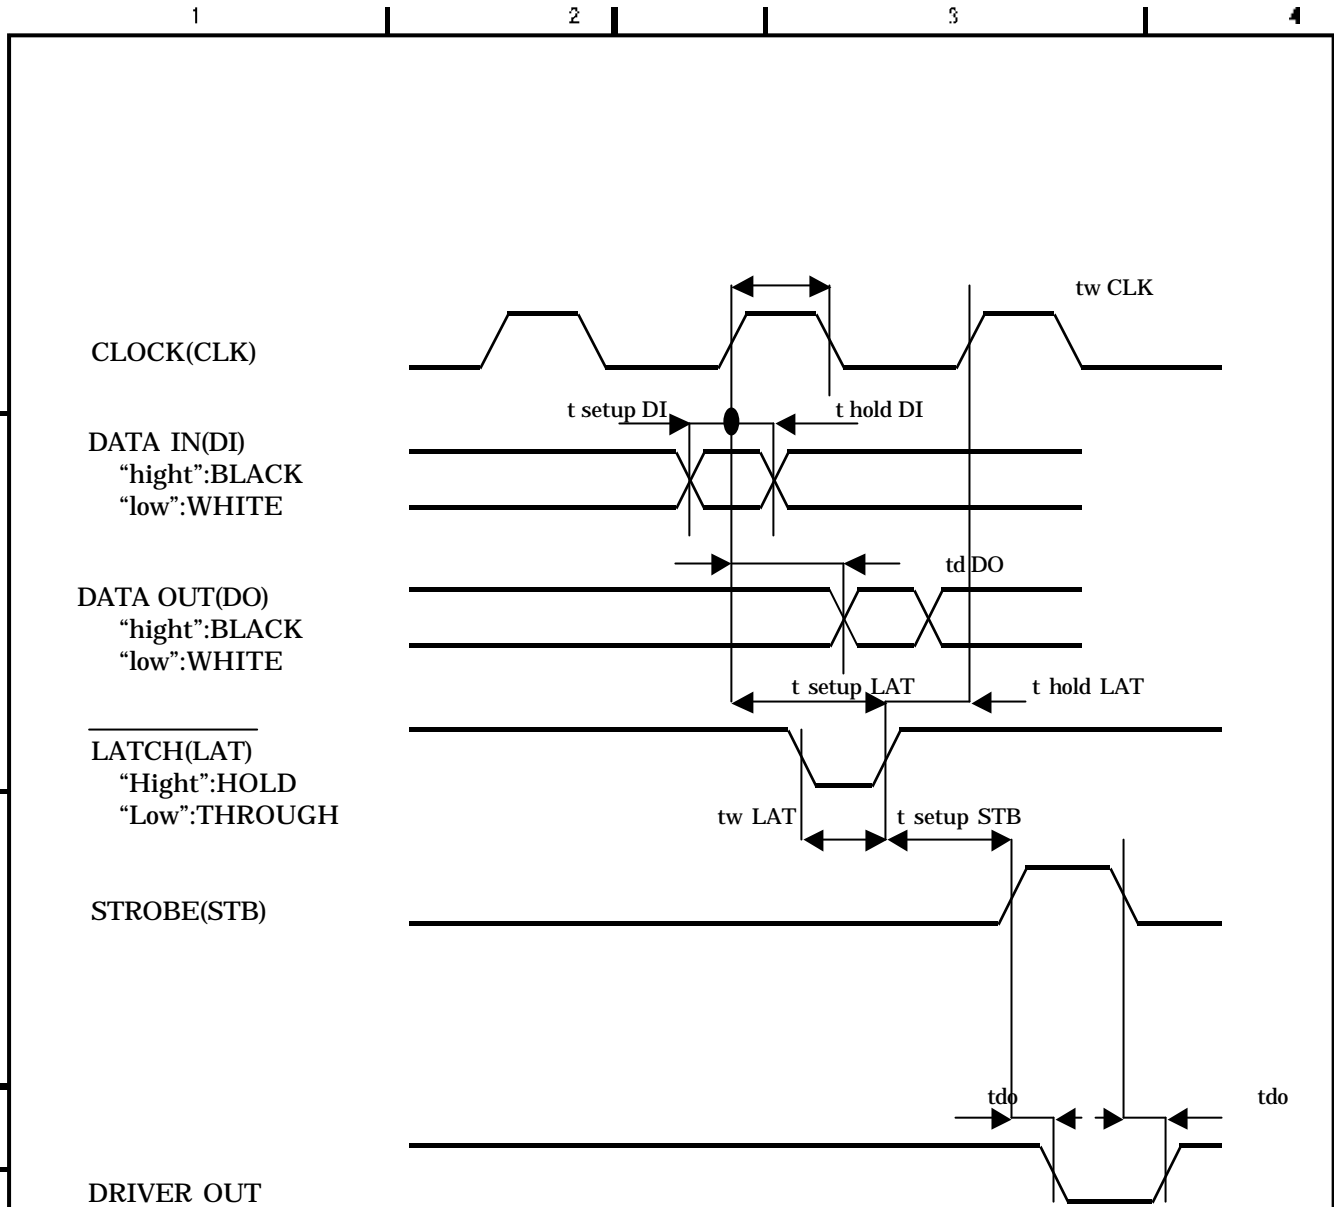 1 2 3 4
tw CLK
CLOCK(CLK)
t setup DI t hold DI
DATA IN(DI)
“hight”:BLACK
“low”:WHITE
td DO
DATA OUT(DO)
“hight”:BLACK
“low”:WHITE
t setup LAT t hold LAT
LATCH(LAT)
“Hight”:HOLD
“Low”:THROUGH
tw LAT t setup STB
STROBE(STB)
tdo tdo
DRIVER OUT